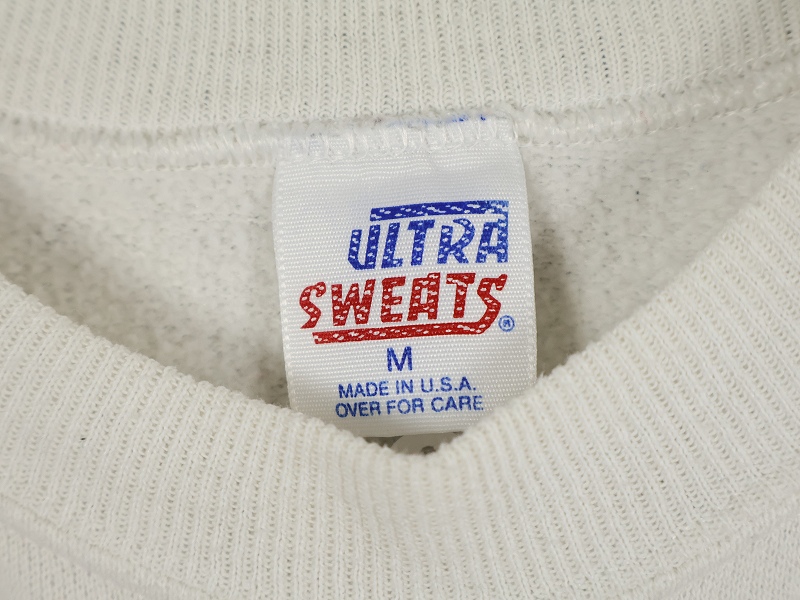 ULTRA
SWEATS®
M
MADE IN U.S.A.
OVER FOR CARE